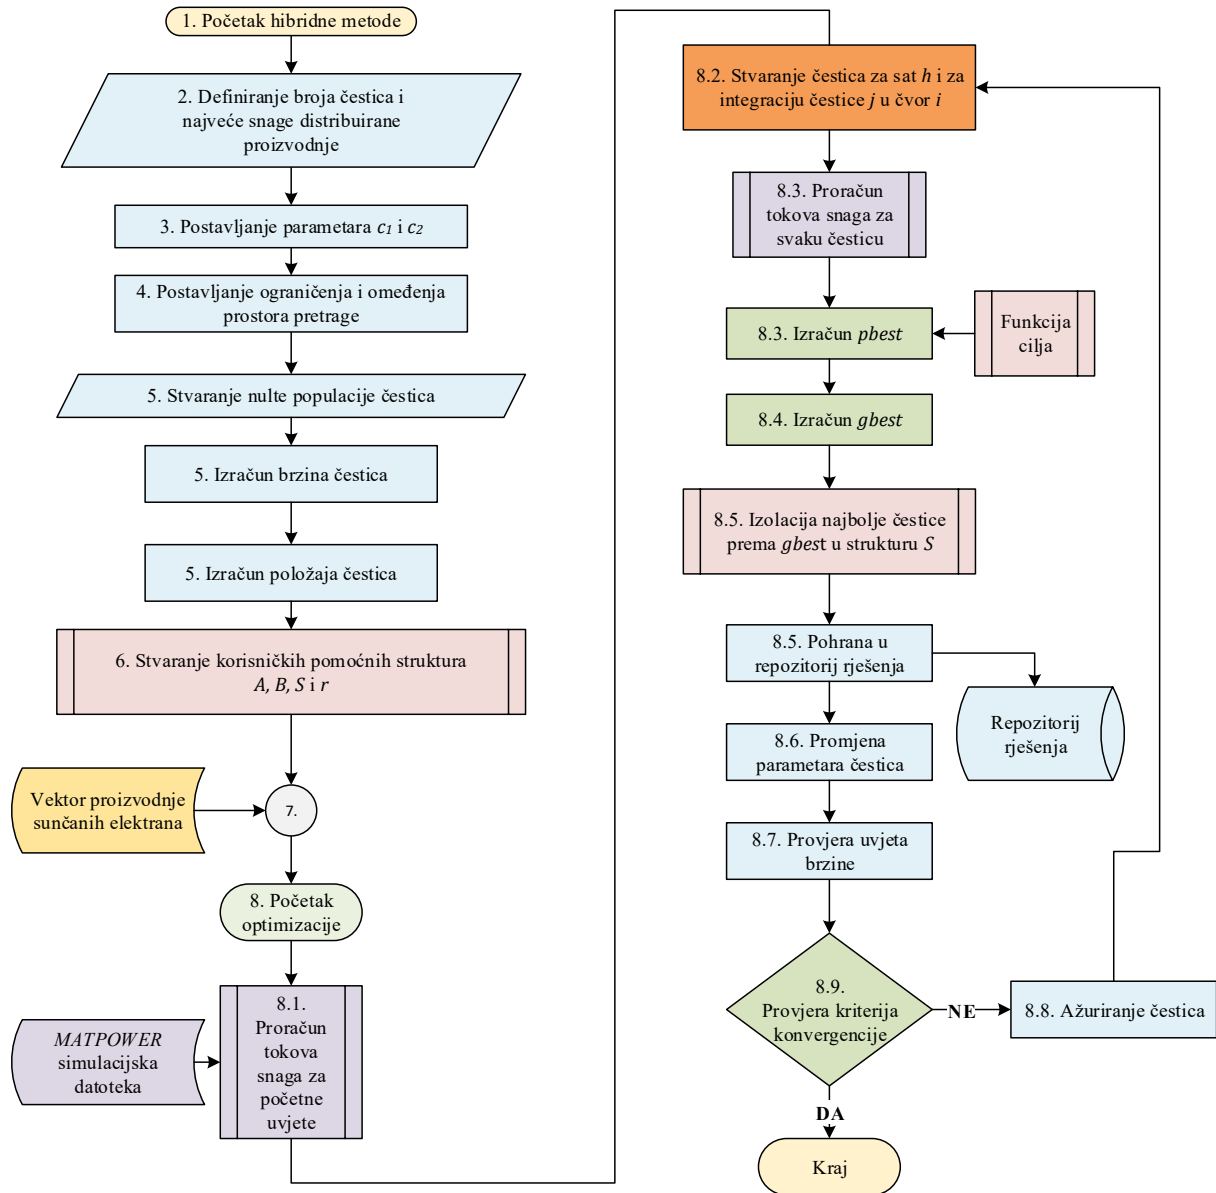 1. Početak hibridne metode
2. Definiranje broja čestica i
najveće snage distribuirane
proizvodnje
3. Postavljanje parametara c₁ i c₂
4. Postavljanje ograničenja i omeđenja
prostora pretrage
5. Stvaranje nulte populacije čestica
5. Izračun brzina čestica
5. Izračun položaja čestica
6. Stvaranje korisničkih pomoćnih struktura
A, B, S i r
Vektor proizvodnje
sunčanih elektrana
7.
8. Početak
optimizacije
MATPOWER
simulacijska
datoteka
8.1.
Proračun
tokova
snaga za
početne
uvjete
8.2. Stvaranje čestica za sat h i za
integraciju čestice j u čvor i
8.3. Proračun
tokova snaga za
svaku česticu
8.3. Izračun pbest
Funkcija
cilja
8.4. Izračun gbest
8.5. Izolacija najbolje čestice
prema gbest u strukturu S
8.5. Pohrana u
repozitorij rješenja
Repozitorij
rješenja
8.6. Promjena
parametara čestica
8.7. Provjera uvjeta
brzine
8.9.
Provjera kriterija
konvergencije
NE
8.8. Ažuriranje čestica
DA
Kraj